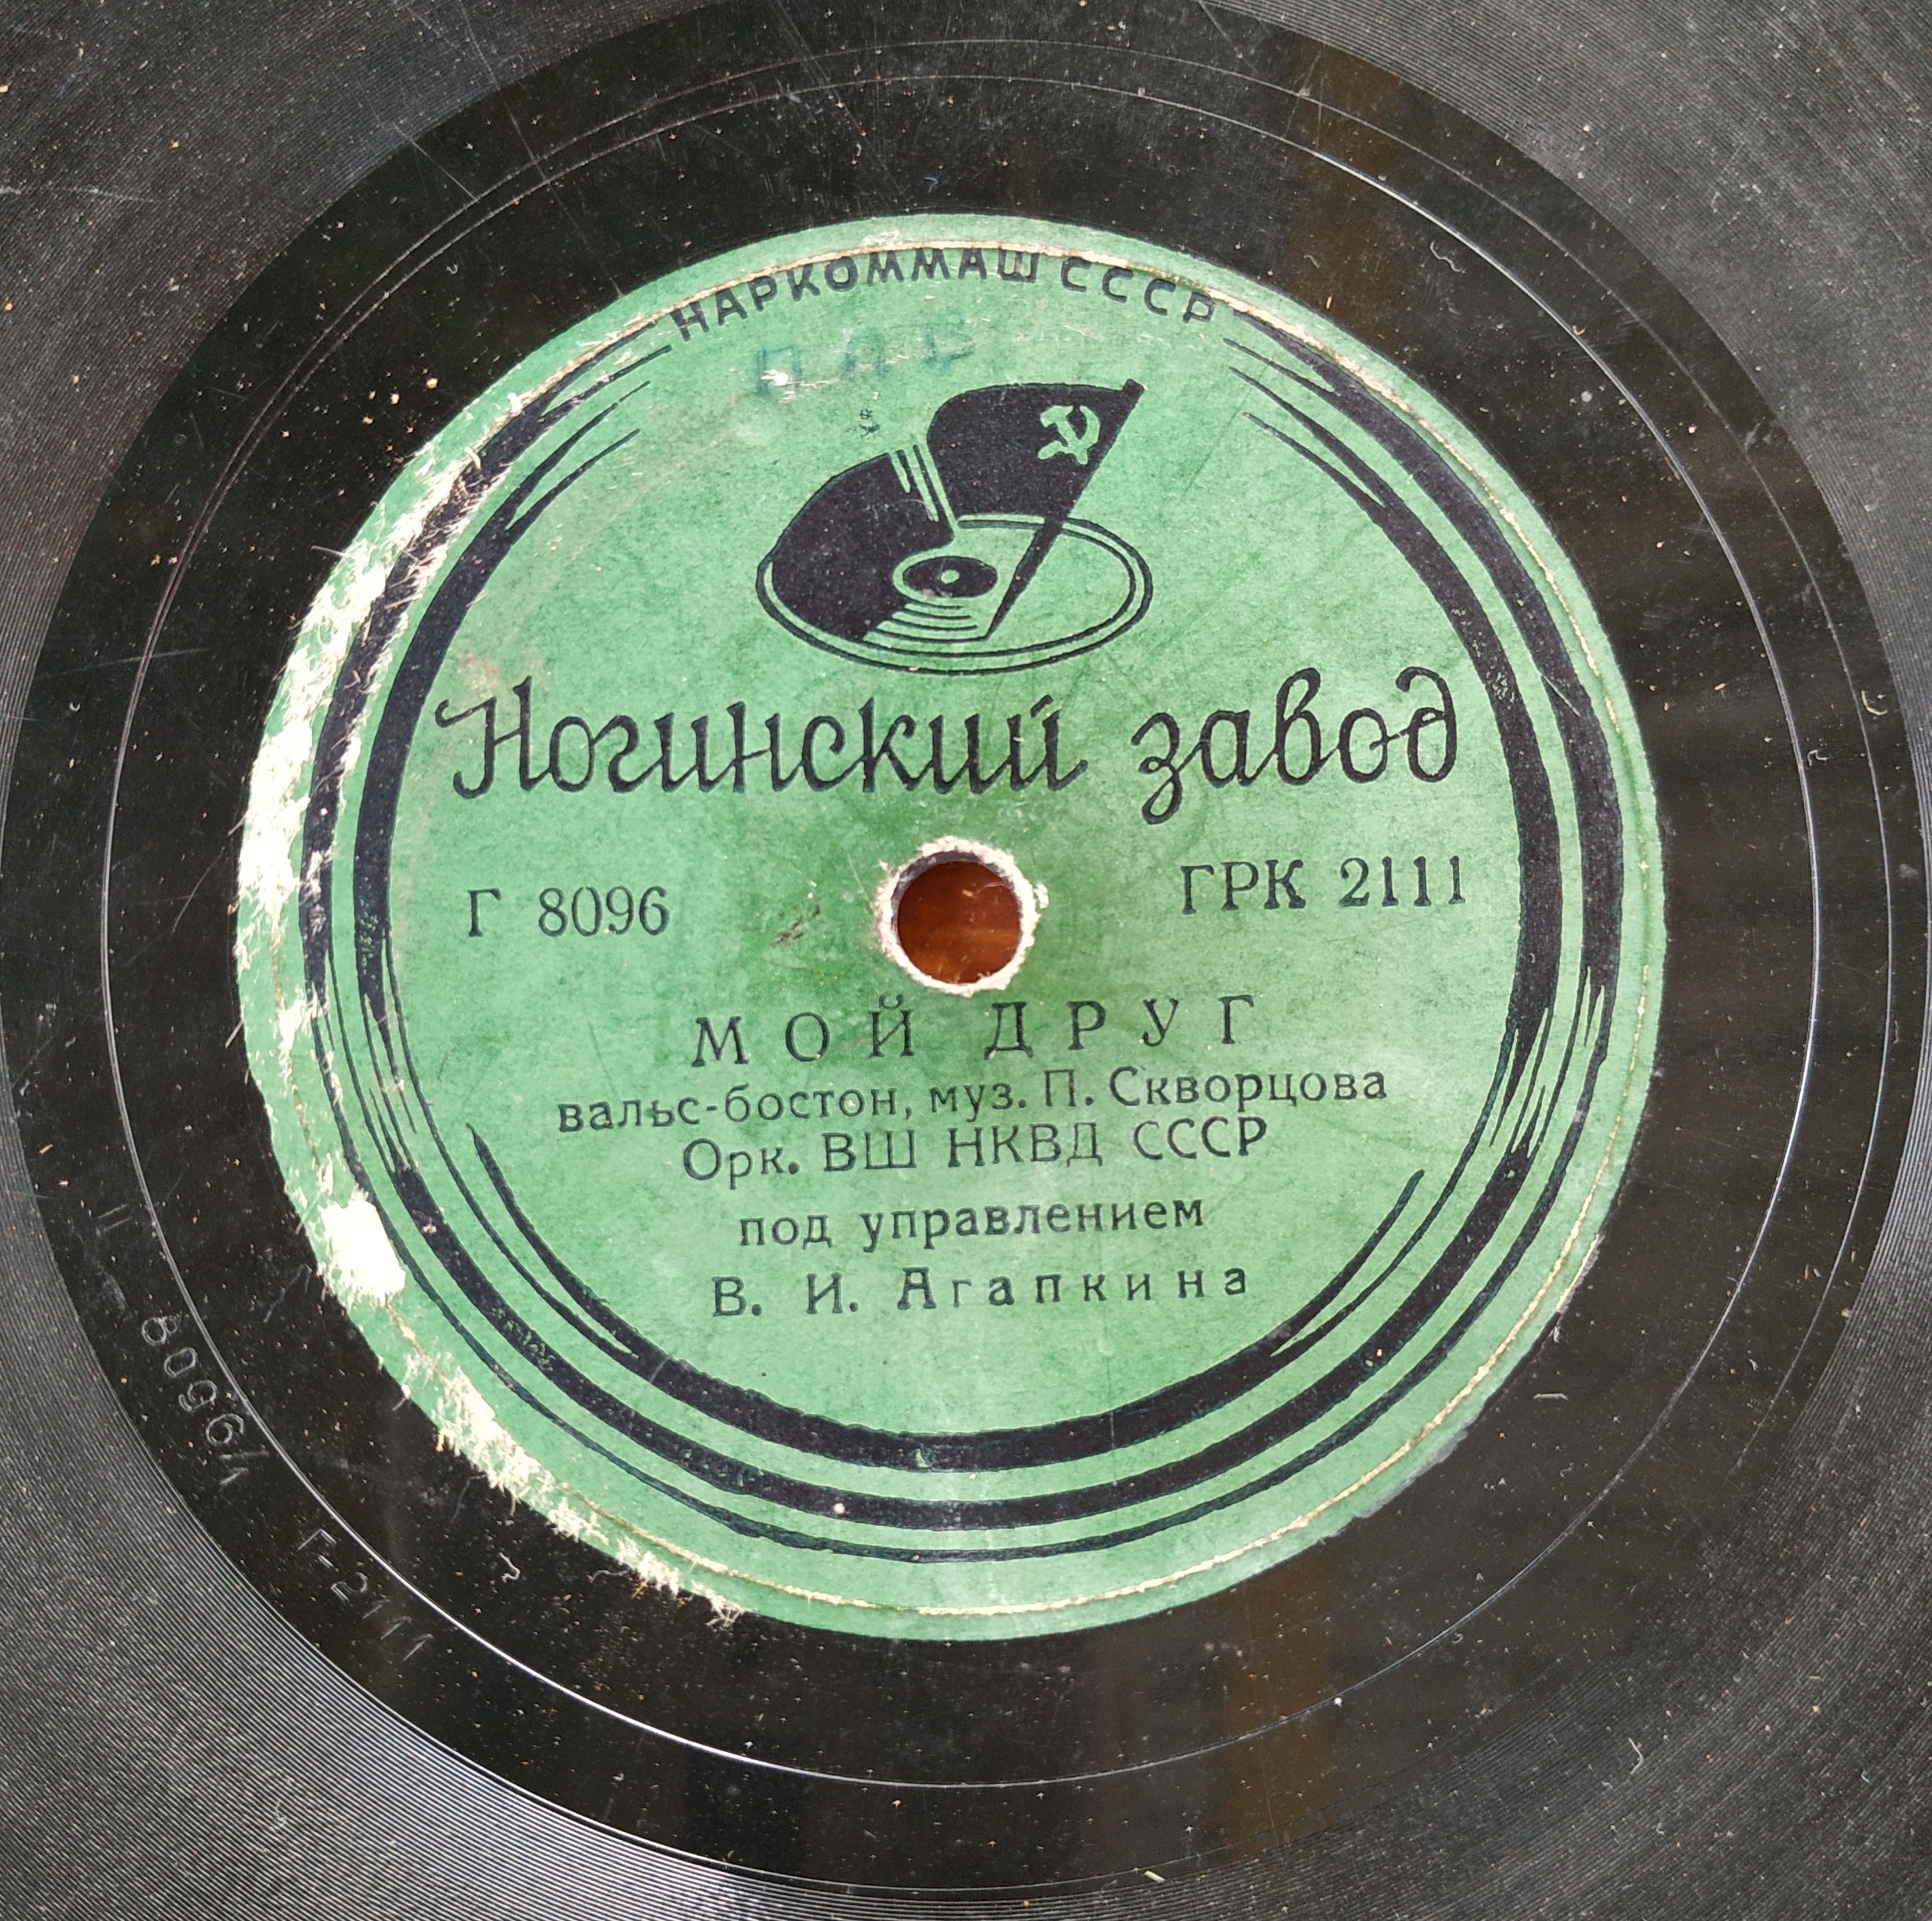 НАРКОММАШ СССР
Ногинский завод
Г 8096
ГРК 2111
МОЙ ДРУГ
вальс-бостон, муз. П. Скворцова
Орк. ВШ НКВД СССР
под управлением
В. И. Агапкина
8096/
Г-2111